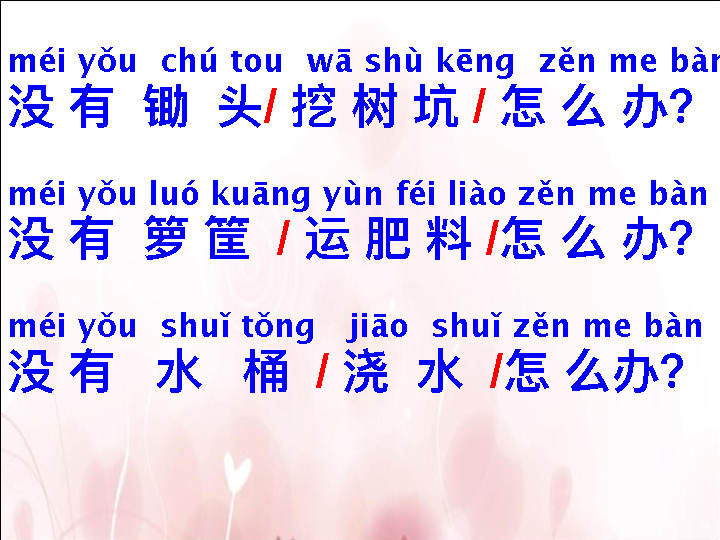 méi yǒu chú tou wā shù kēng zěn me bàn
没 有 锄 头/ 挖 树 坑 / 怎 么 办?
méi yǒu luó kuāng yùn féi liào zěn me bàn
没 有 箩 筐 / 运 肥 料 /怎 么 办?
méi yǒu shuǐ tǒng jiāo shuǐ zěn me bàn
没 有 水 桶 / 浇 水 /怎 么办?